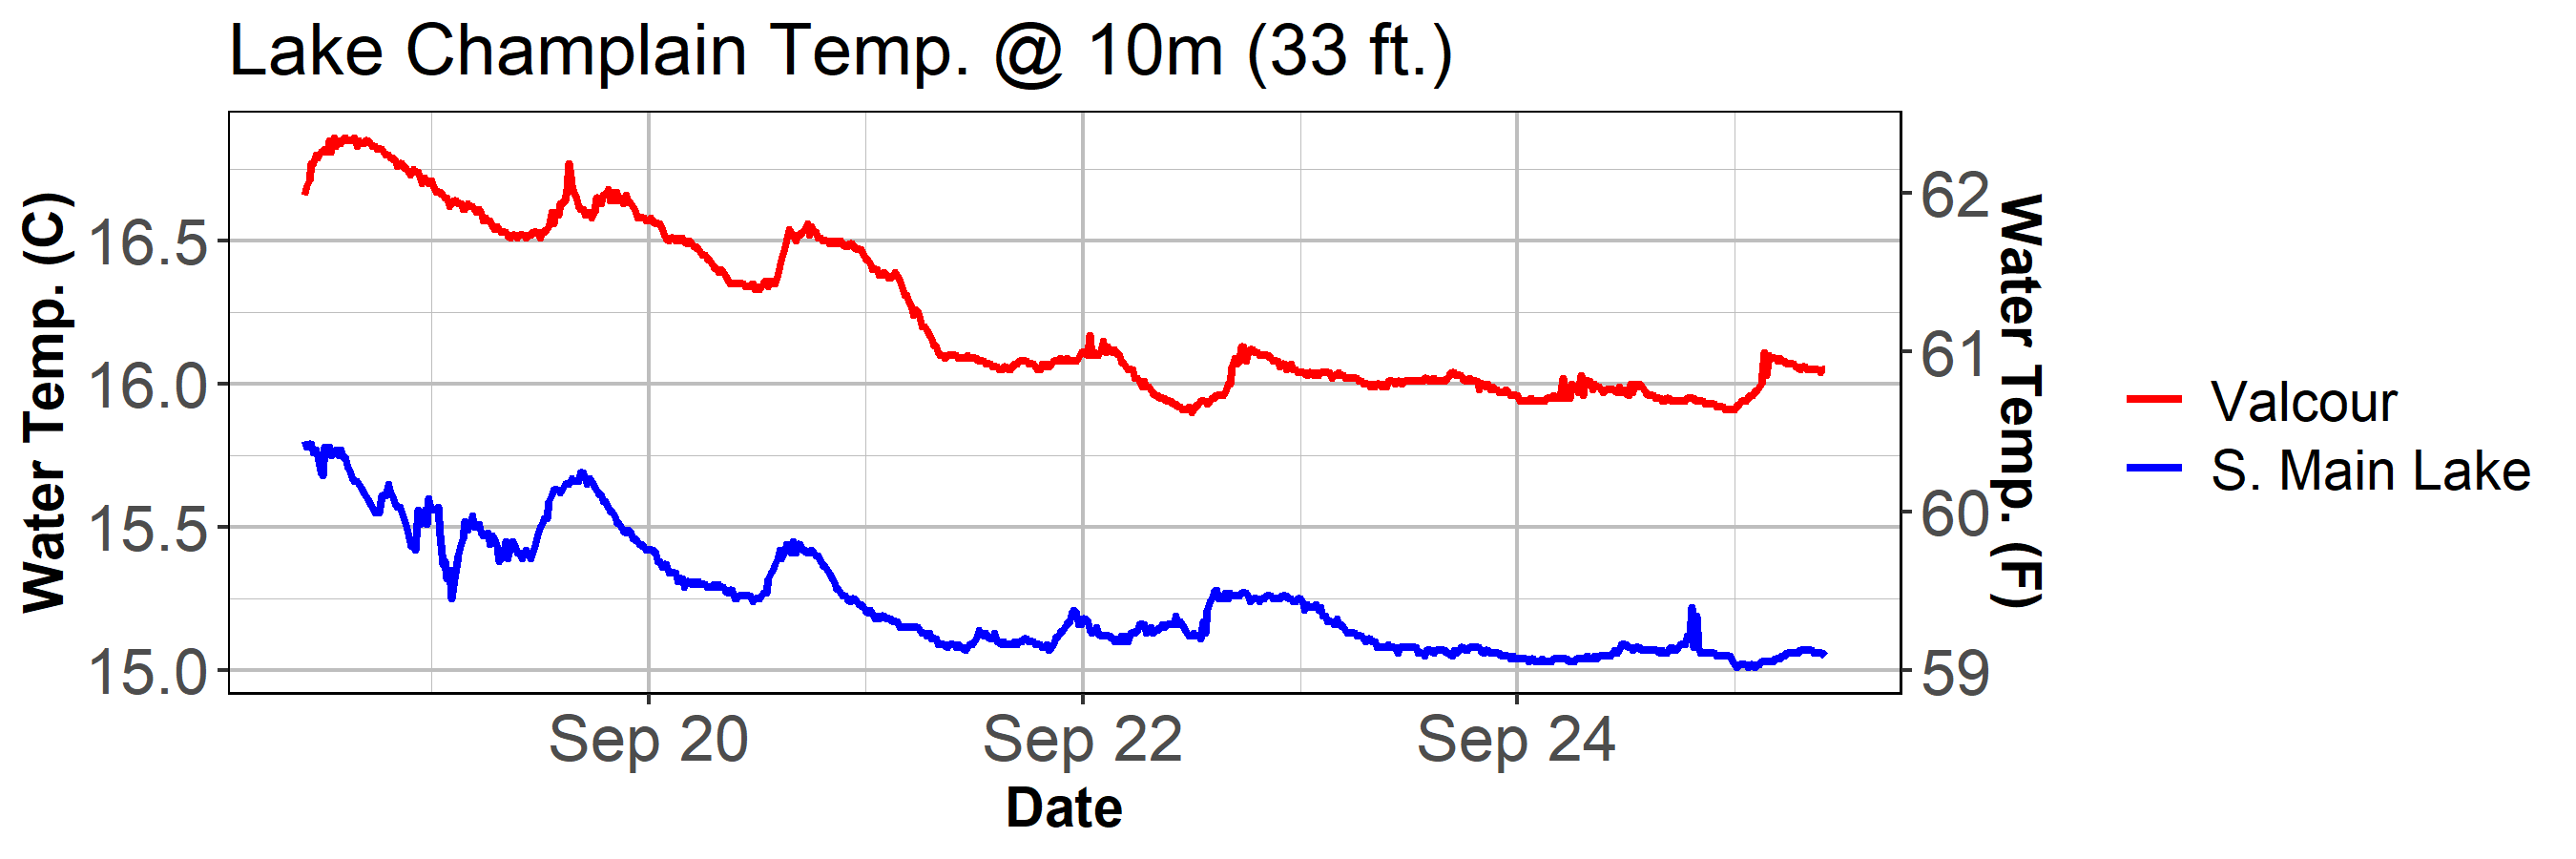 Lake Champlain Temp. @ 10m (33 ft.)
Water Temp. (C)
16.5
16.0
15.5
15.0
62
61
60
59
Water Temp. (F)
Sep 20
Sep 22
Sep 24
Date
Valcour
S. Main Lake